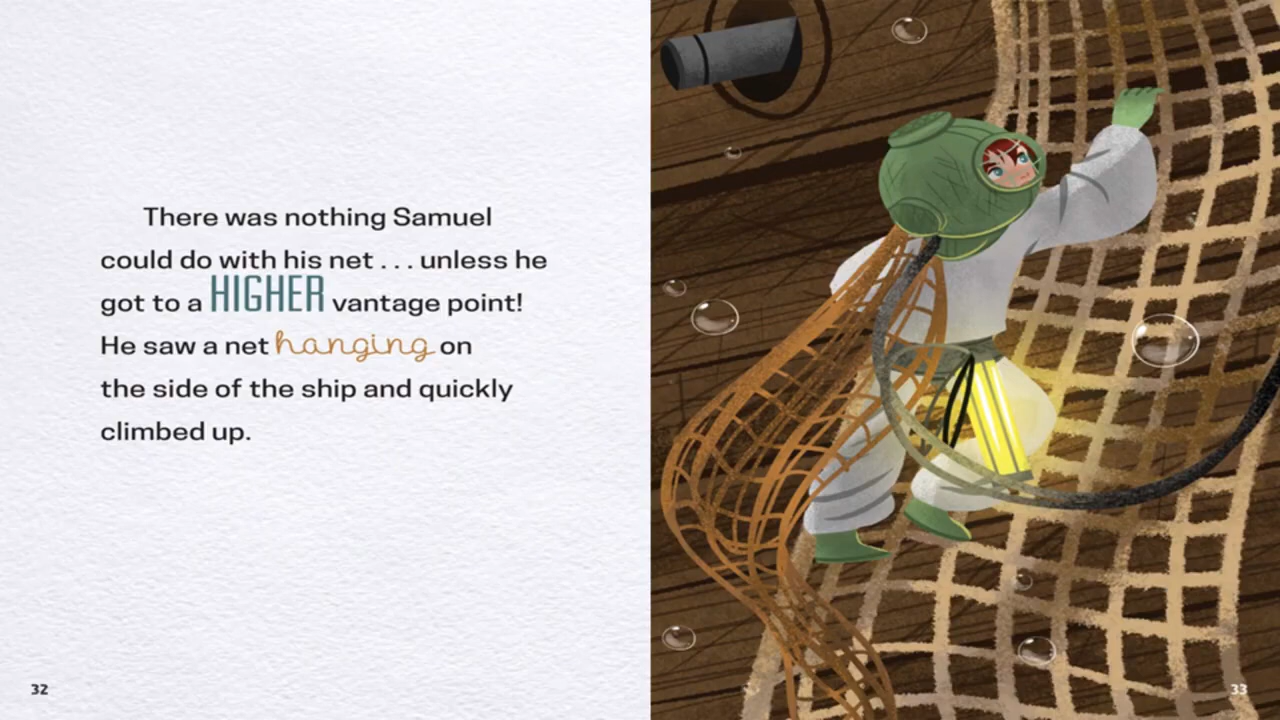 There was nothing Samuel
could do with his net . . . unless he
got to a HIGHER vantage point!
He saw a net hanging on
the side of the ship and quickly
climbed up.
32
33